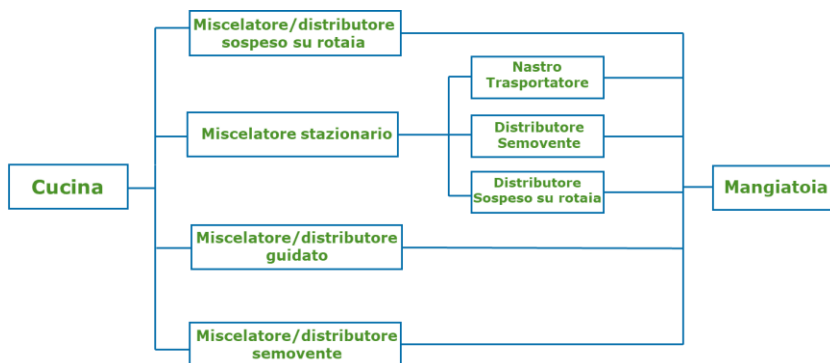 Miscelatore/distributore
sospeso su rotaia
Nastro
Trasportatore
Miscelatore stazionario
Distributore
Semovente
Cucina
Distributore
Sospeso su rotaia
Mangiatoia
Miscelatore/distributore
guidato
Miscelatore/distributore
semovente